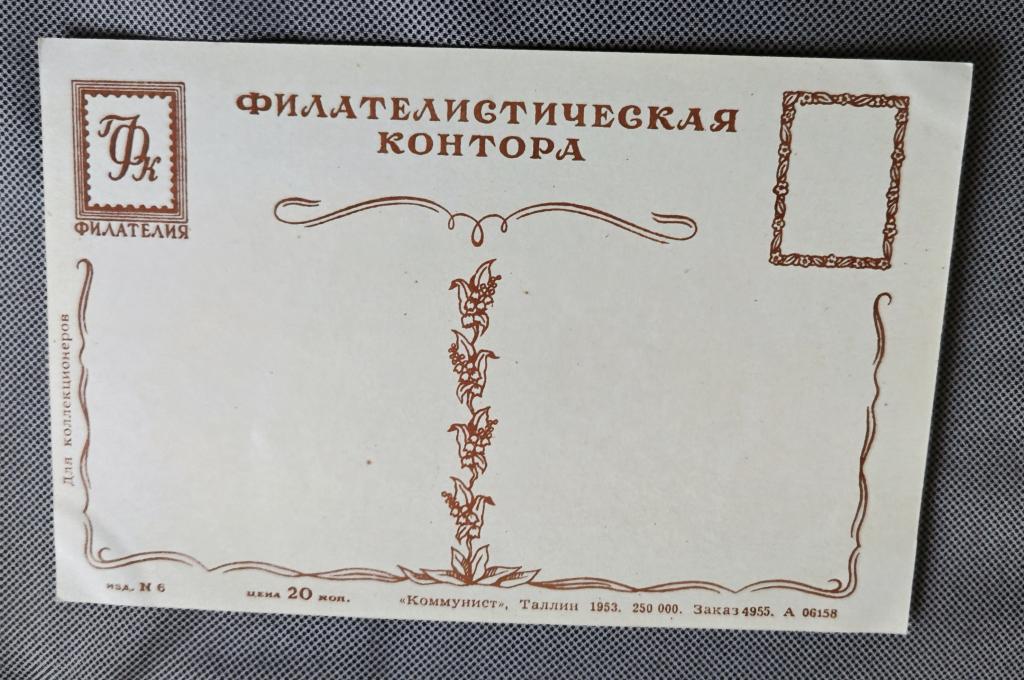 ФИЛАТЕЛИСТИЧЕСКАЯ
КОНТОРА
ГФК
ФИЛАТЕЛИЯ
Для коллекционеров
изд. N 6
цена 20 коп.
«Коммунист», Таллин 1953. 250 000. Заказ 4955. А 06158